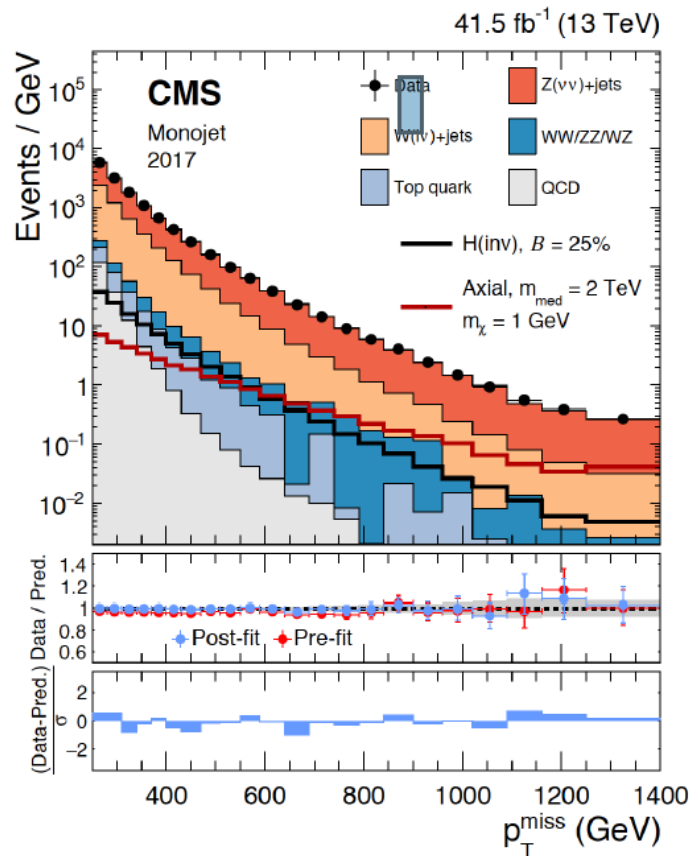 41.5 fb⁻¹ (13 TeV)
CMS
Monojet
2017
Data
Z(νν)+jets
W(lν)+jets
WW/ZZ/WZ
Top quark
QCD
H(inv), B = 25%
Axial, m_med = 2 TeV
m_χ = 1 GeV
Events / GeV
10⁵
10⁴
10³
10²
10
1
10⁻¹
10⁻²
Data / Pred.
1.4
1.2
1
0.8
0.6
Post-fit
Pre-fit
(Data-Pred.)
σ
2
0
−2
400 600 800 1000 1200 1400
p_T^miss (GeV)